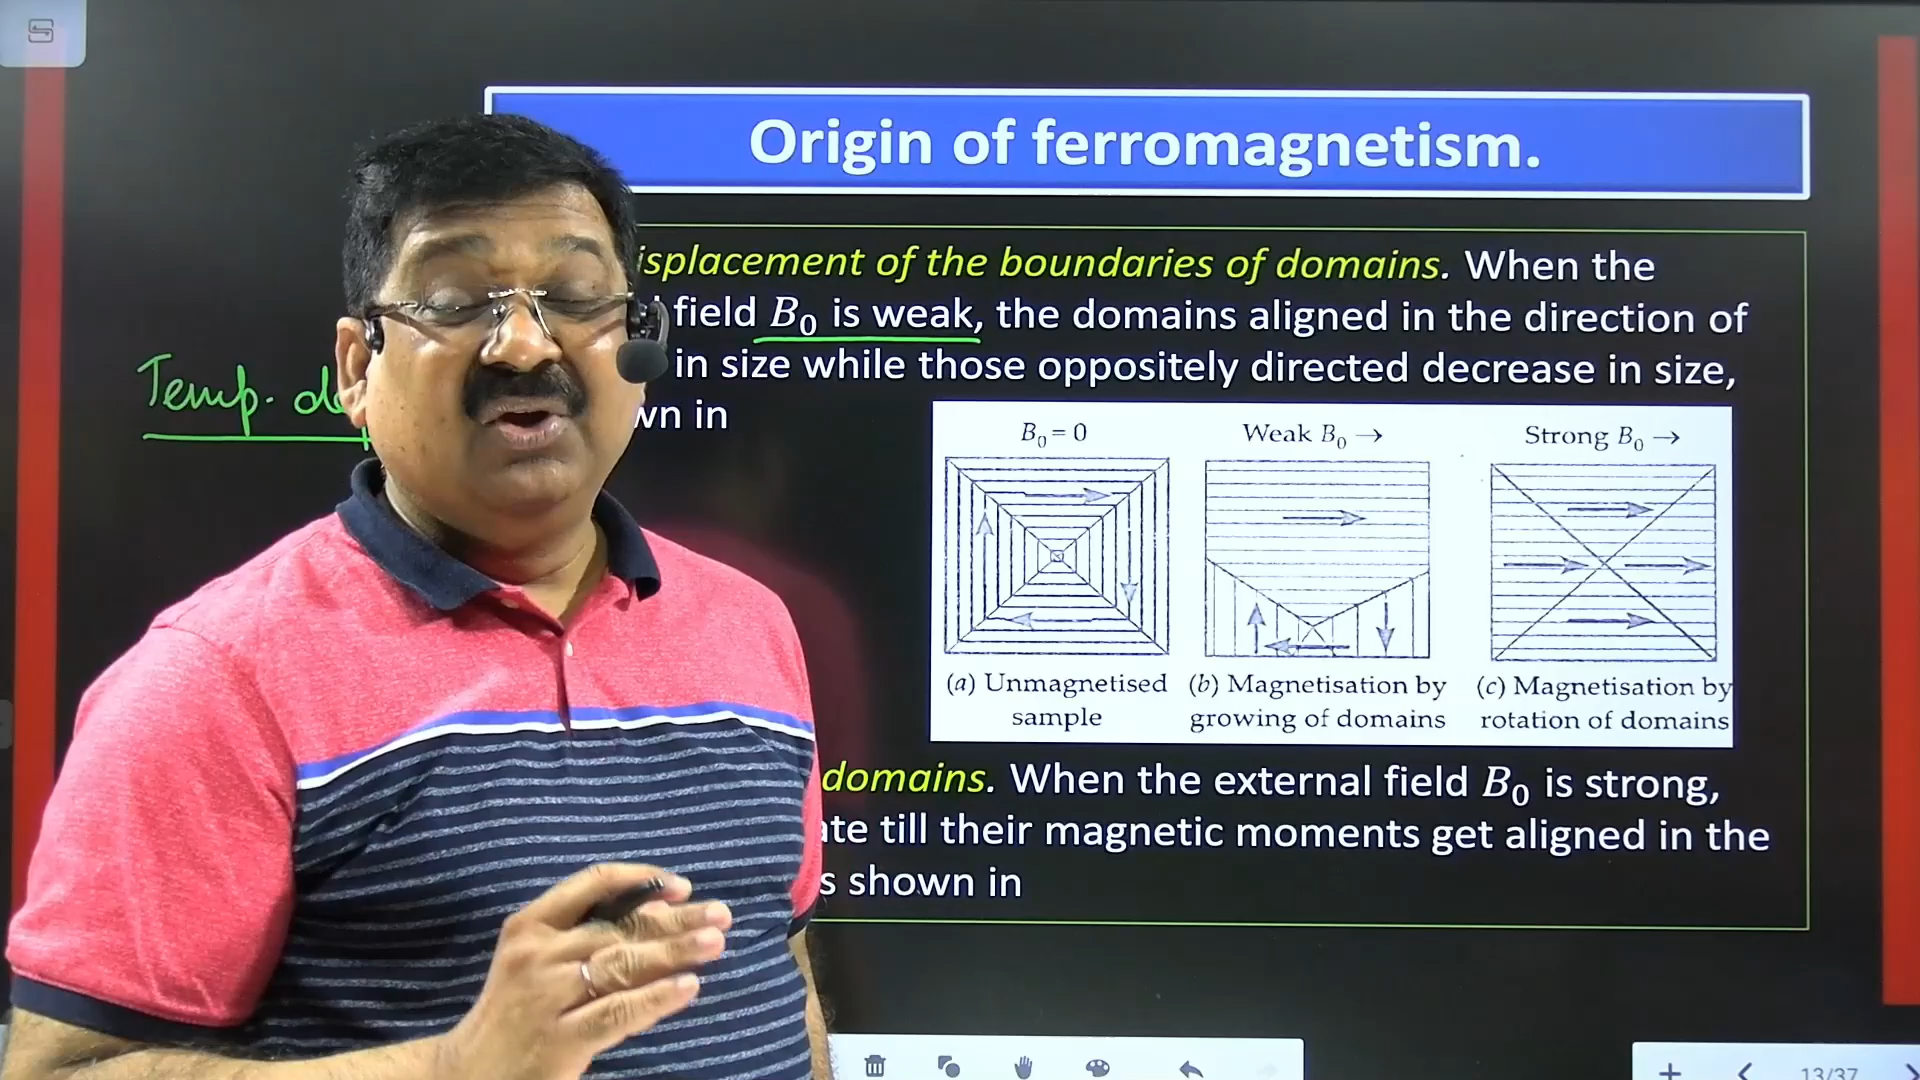 Origin of ferromagnetism.
isplacement of the boundaries of domains. When the
field B₀ is weak, the domains aligned in the direction of
Temp.
in size while those oppositely directed decrease in size,
wn in
B₀ = 0
Weak B₀ →
Strong B₀ →
(a) Unmagnetised
sample
(b) Magnetisation by
growing of domains
(c) Magnetisation by
rotation of domains
domains. When the external field B₀ is strong,
ate till their magnetic moments get aligned in the
s shown in
13/37